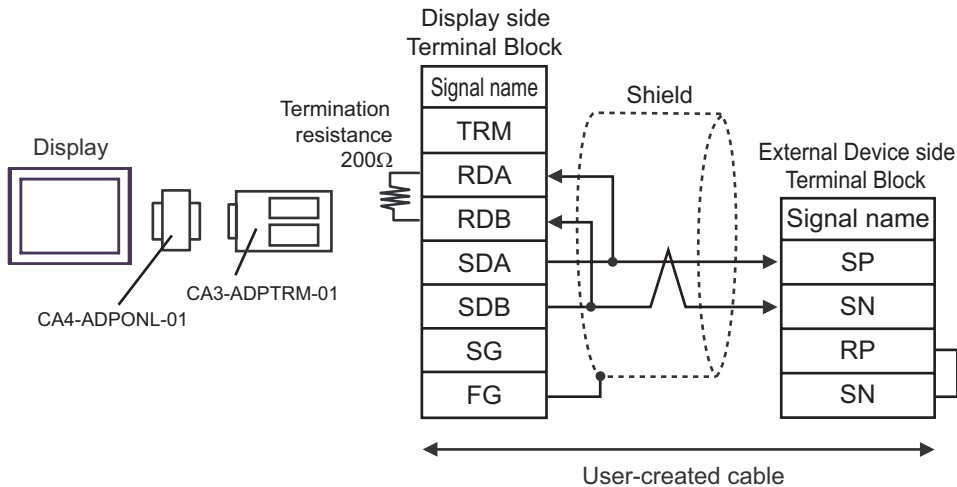 Display side
Terminal Block
Signal name
TRM
RDA
RDB
SDA
SDB
SG
FG
Termination
resistance
200Ω
Shield
Display
CA4-ADPONL-01
CA3-ADPTRM-01
External Device side
Terminal Block
Signal name
SP
SN
RP
SN
User-created cable